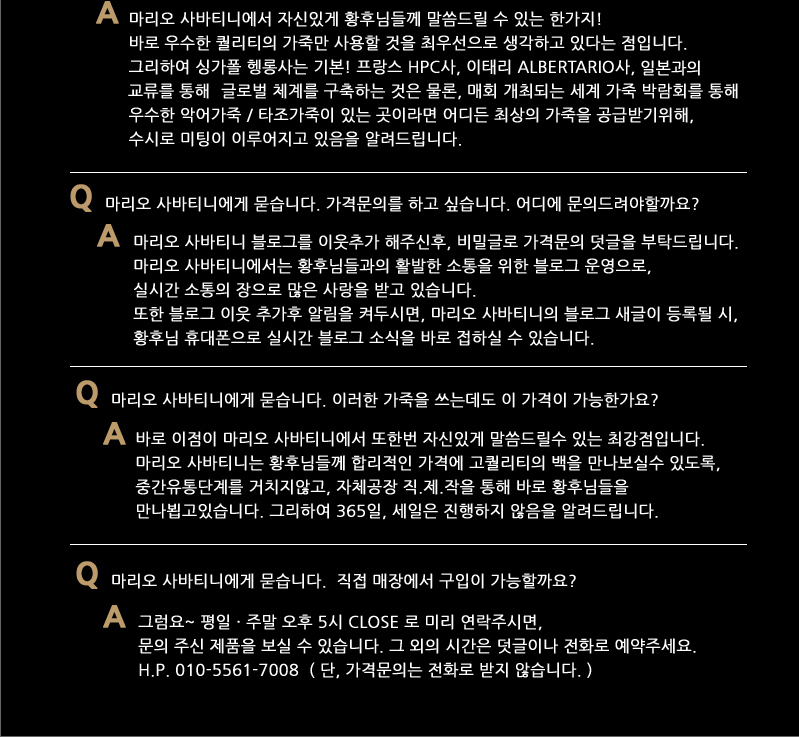 A 마리오 사바티니에서 자신있게 황후님들께 말씀드릴 수 있는 한가지!
바로 우수한 퀄리티의 가죽만 사용할 것을 최우선으로 생각하고 있다는 점입니다.
그리하여 싱가폴 헹롱사는 기본! 프랑스 HPC사, 이태리 ALBERTARIO사, 일본과의
교류를 통해 글로벌 체계를 구축하는 것은 물론, 매회 개최되는 세계 가죽 박람회를 통해
우수한 악어가죽 / 타조가죽이 있는 곳이라면 어디든 최상의 가죽을 공급받기위해,
수시로 미팅이 이루어지고 있음을 알려드립니다.
Q 마리오 사바티니에게 묻습니다. 가격문의를 하고 싶습니다. 어디에 문의드려야할까요?
A 마리오 사바티니 블로그를 이웃추가 해주신후, 비밀글로 가격문의 덧글을 부탁드립니다.
마리오 사바티니에서는 황후님들과의 활발한 소통을 위한 블로그 운영으로,
실시간 소통의 장으로 많은 사랑을 받고 있습니다.
또한 블로그 이웃 추가후 알림을 켜두시면, 마리오 사바티니의 블로그 새글이 등록될 시,
황후님 휴대폰으로 실시간 블로그 소식을 바로 접하실 수 있습니다.
Q 마리오 사바티니에게 묻습니다. 이러한 가죽을 쓰는데도 이 가격이 가능한가요?
A 바로 이점이 마리오 사바티니에서 또한번 자신있게 말씀드릴수 있는 최강점입니다.
마리오 사바티니는 황후님들께 합리적인 가격에 고퀄리티의 백을 만나보실수 있도록,
중간유통단계를 거치지않고, 자체공장 직.제.작을 통해 바로 황후님들을
만나뵙고있습니다. 그리하여 365일, 세일은 진행하지 않음을 알려드립니다.
Q 마리오 사바티니에게 묻습니다. 직접 매장에서 구입이 가능할까요?
A 그럼요~ 평일 · 주말 오후 5시 CLOSE 로 미리 연락주시면,
문의 주신 제품을 보실 수 있습니다. 그 외의 시간은 덧글이나 전화로 예약주세요.
H.P. 010-5561-7008 ( 단, 가격문의는 전화로 받지 않습니다. )